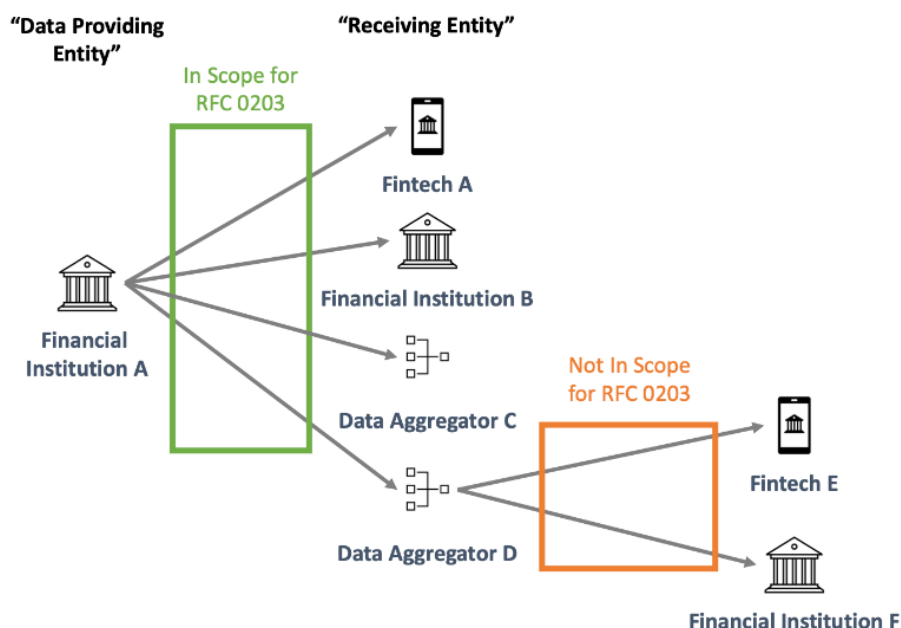 “Data Providing
Entity”
“Receiving Entity”
In Scope for
RFC 0203
Fintech A
Financial Institution B
Financial
Institution A
Data Aggregator C
Not In Scope
for RFC 0203
Fintech E
Data Aggregator D
Financial Institution F